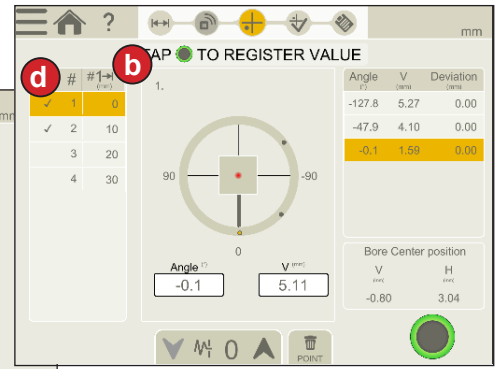 ?
mm
b
TAP TO REGISTER VALUE
d
# #1
(mm)
✓ 1 0
✓ 2 10
3 20
4 30
1.
90 -90
0
Angle (°) V (mm)
-0.1 5.11
Angle V Deviation
(°) (mm) (mm)
-127.8 5.27 0.00
-47.9 4.10 0.00
-0.1 1.59 0.00
Bore Center position
V H
(mm) (mm)
-0.80 3.04
0
POINT